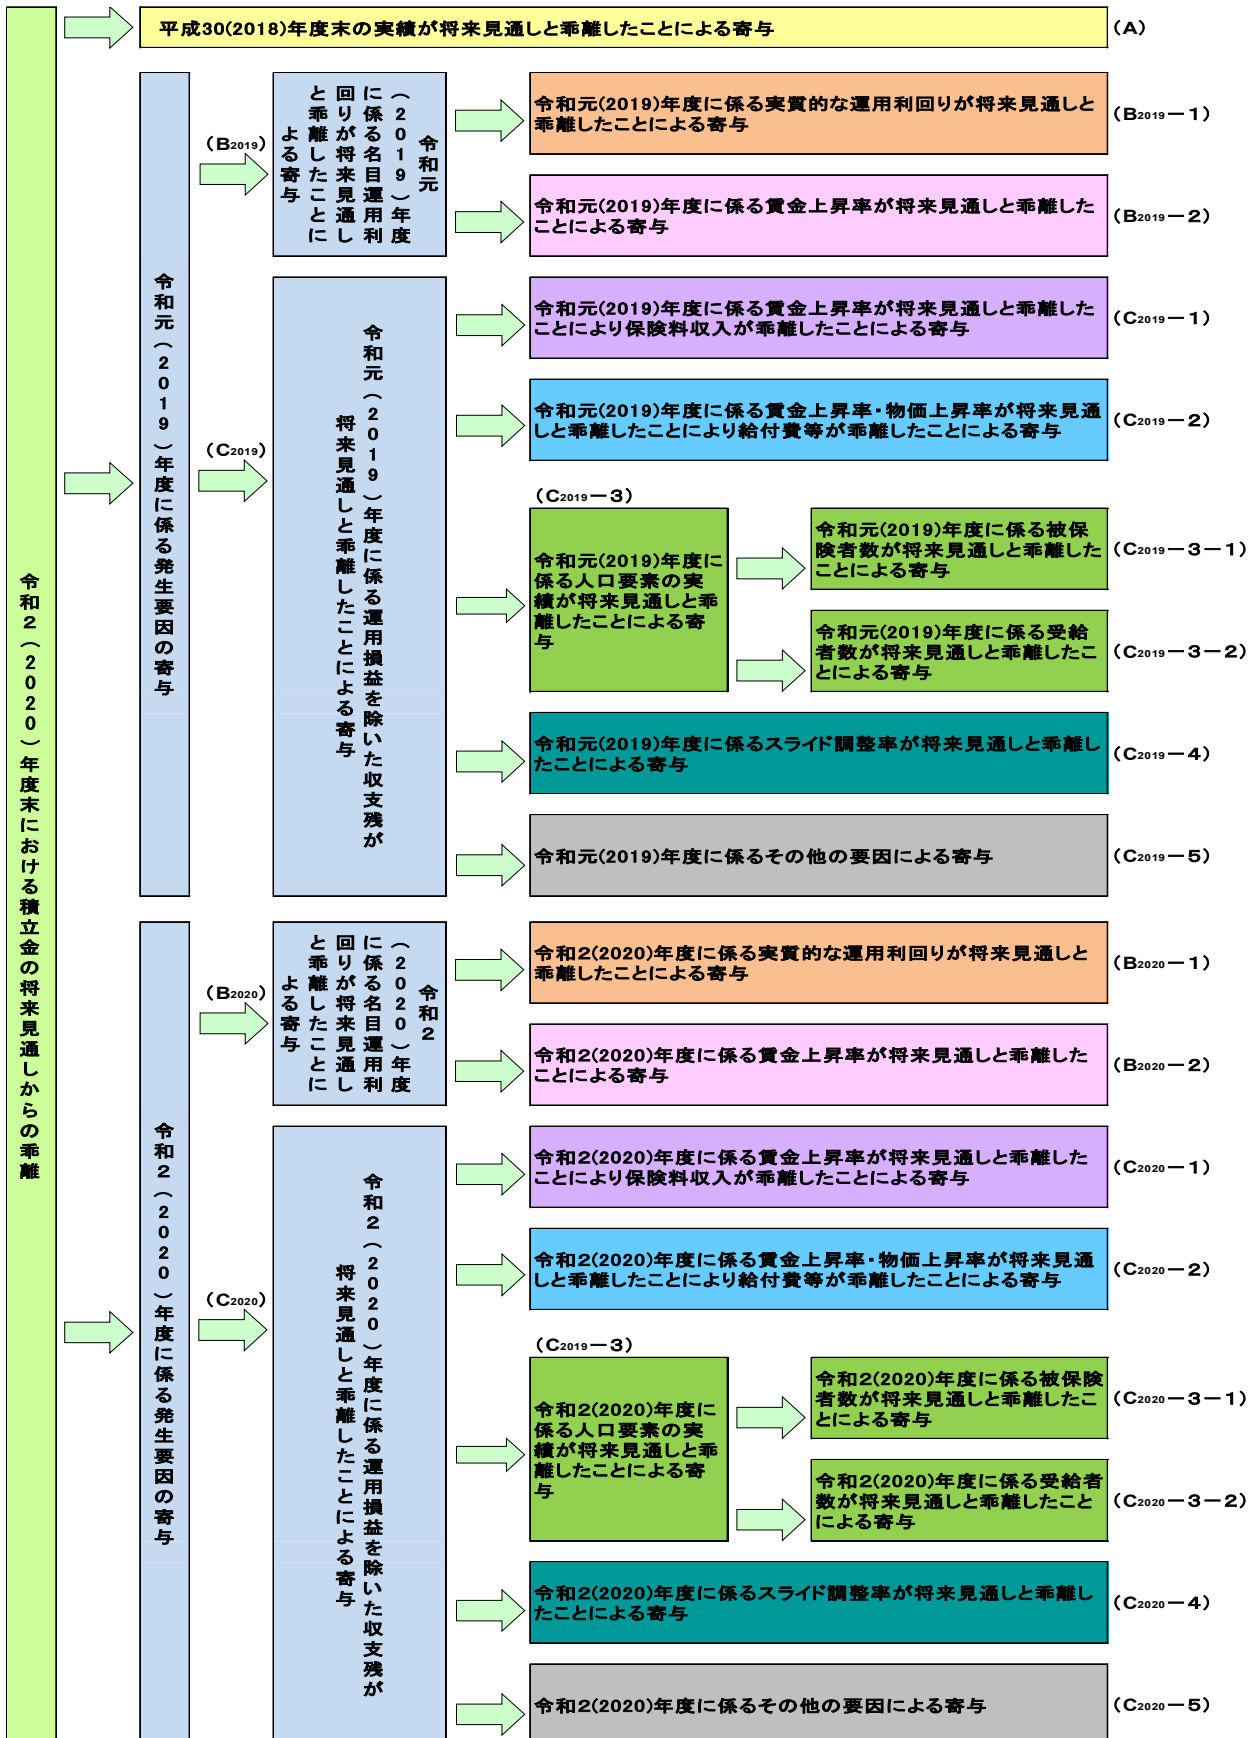 令和２（２０２０）年度末における積立金の将来見通しからの乖離
平成30(2018)年度末の実績が将来見通しと乖離したことによる寄与
（A）
令和元（２０１９）年度に係る発生要因の寄与
（B2019）
令和元
（２０１９）年度
に係る名目運用利
回りが将来見通し
と乖離したことに
よる寄与
令和元(2019)年度に係る実質的な運用利回りが将来見通しと
乖離したことによる寄与
（B2019－1）
令和元(2019)年度に係る賃金上昇率が将来見通しと乖離した
ことによる寄与
（B2019－2）
（C2019）
令和元（２０１９）年度に係る運用損益を除いた収支残が
将来見通しと乖離したことによる寄与
令和元(2019)年度に係る賃金上昇率が将来見通しと乖離した
ことにより保険料収入が乖離したことによる寄与
（C2019－1）
令和元(2019)年度に係る賃金上昇率・物価上昇率が将来見通
しと乖離したことにより給付費等が乖離したことによる寄与
（C2019－2）
（C2019－3）
令和元(2019)年度に
係る人口要素の実
績が将来見通しと乖
離したことによる寄
与
令和元(2019)年度に係る被保
険者数が将来見通しと乖離した
ことによる寄与
（C2019－3－1）
令和元(2019)年度に係る受給
者数が将来見通しと乖離したこ
とによる寄与
（C2019－3－2）
令和元(2019)年度に係るスライド調整率が将来見通しと乖離し
たことによる寄与
（C2019－4）
令和元(2019)年度に係るその他の要因による寄与
（C2019－5）
令和２（２０２０）年度に係る発生要因の寄与
（B2020）
令和２
（２０２０）年度
に係る名目運用利
回りが将来見通し
と乖離したことに
よる寄与
令和2(2020)年度に係る実質的な運用利回りが将来見通しと
乖離したことによる寄与
（B2020－1）
令和2(2020)年度に係る賃金上昇率が将来見通しと乖離した
ことによる寄与
（B2020－2）
（C2020）
令和２（２０２０）年度に係る運用損益を除いた収支残が
将来見通しと乖離したことによる寄与
令和2(2020)年度に係る賃金上昇率が将来見通しと乖離した
ことにより保険料収入が乖離したことによる寄与
（C2020－1）
令和2(2020)年度に係る賃金上昇率・物価上昇率が将来見通
しと乖離したことにより給付費等が乖離したことによる寄与
（C2020－2）
（C2019－3）
令和2(2020)年度に
係る人口要素の実
績が将来見通しと乖
離したことによる寄
与
令和2(2020)年度に係る被保険
者数が将来見通しと乖離したこ
とによる寄与
（C2020－3－1）
令和2(2020)年度に係る受給者
数が将来見通しと乖離したこと
による寄与
（C2020－3－2）
令和2(2020)年度に係るスライド調整率が将来見通しと乖離し
たことによる寄与
（C2020－4）
令和2(2020)年度に係るその他の要因による寄与
（C2020－5）